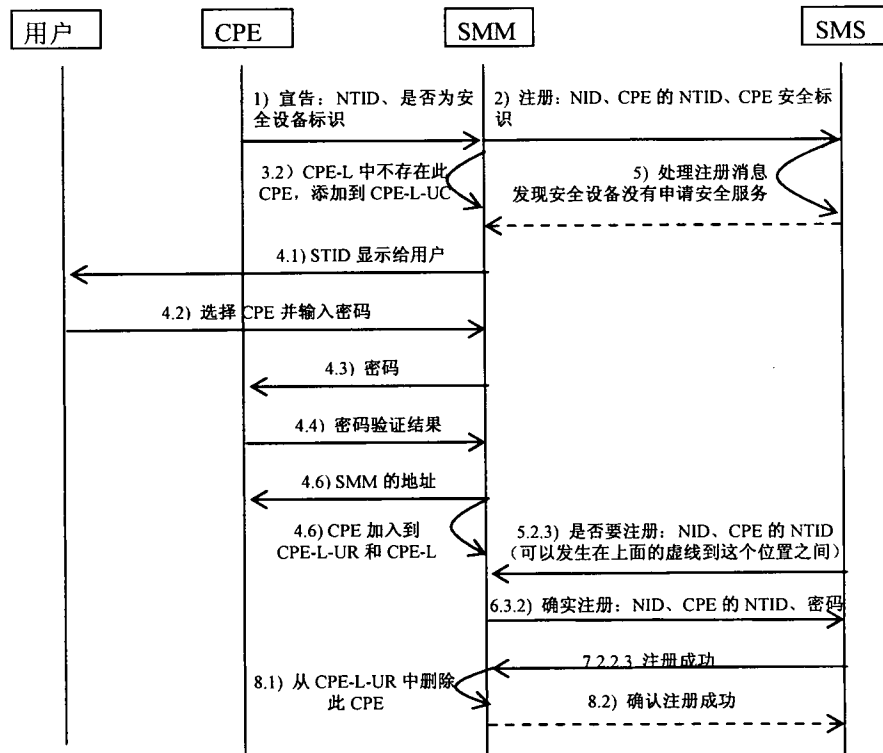 用户
CPE
SMM
SMS
1) 宣告：NTID、是否为安
全设备标识
2) 注册：NID、CPE 的 NTID、CPE 安全标
识
3.2）CPE-L 中不存在此
CPE，添加到 CPE-L-UC
5) 处理注册消息
发现安全设备没有申请安全服务
4.1) STID 显示给用户
4.2) 选择 CPE 并输入密码
4.3) 密码
4.4) 密码验证结果
4.6) SMM 的地址
4.6) CPE 加入到
CPE-L-UR 和 CPE-L
5.2.3) 是否要注册：NID、CPE 的 NTID
（可以发生在上面的虚线到这个位置之间）
6.3.2) 确实注册：NID、CPE 的 NTID、密码
7.2.2.3 注册成功
8.1) 从 CPE-L-UR 中删除
此 CPE
8.2) 确认注册成功